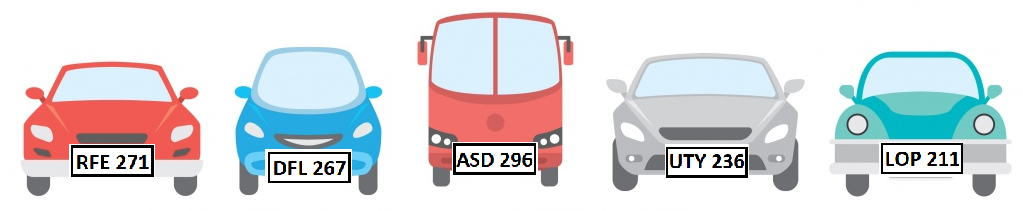 RFE 271
DFL 267
ASD 296
UTY 236
LOP 211